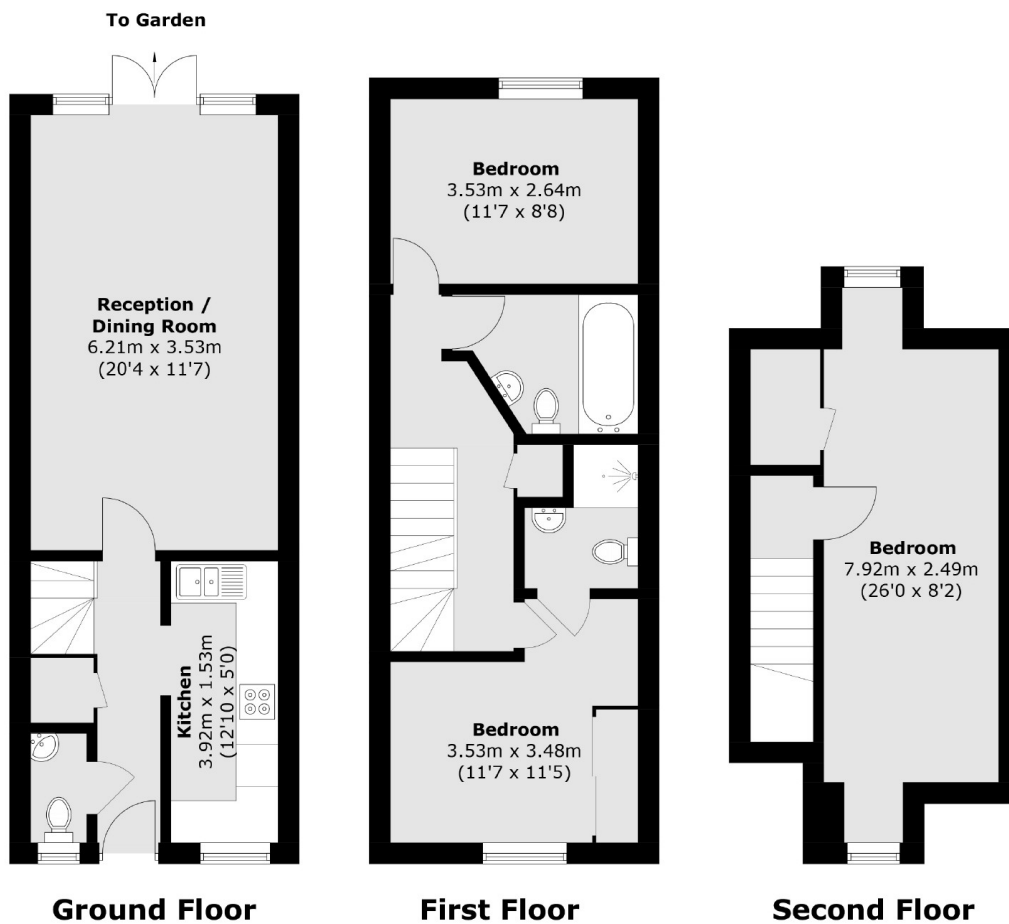 To Garden
Reception /
Dining Room
6.21m x 3.53m
(20'4 x 11'7)
Kitchen
3.92m x 1.53m
(12'10 x 5'0)
Ground Floor
Bedroom
3.53m x 2.64m
(11'7 x 8'8)
Bedroom
3.53m x 3.48m
(11'7 x 11'5)
First Floor
Bedroom
7.92m x 2.49m
(26'0 x 8'2)
Second Floor